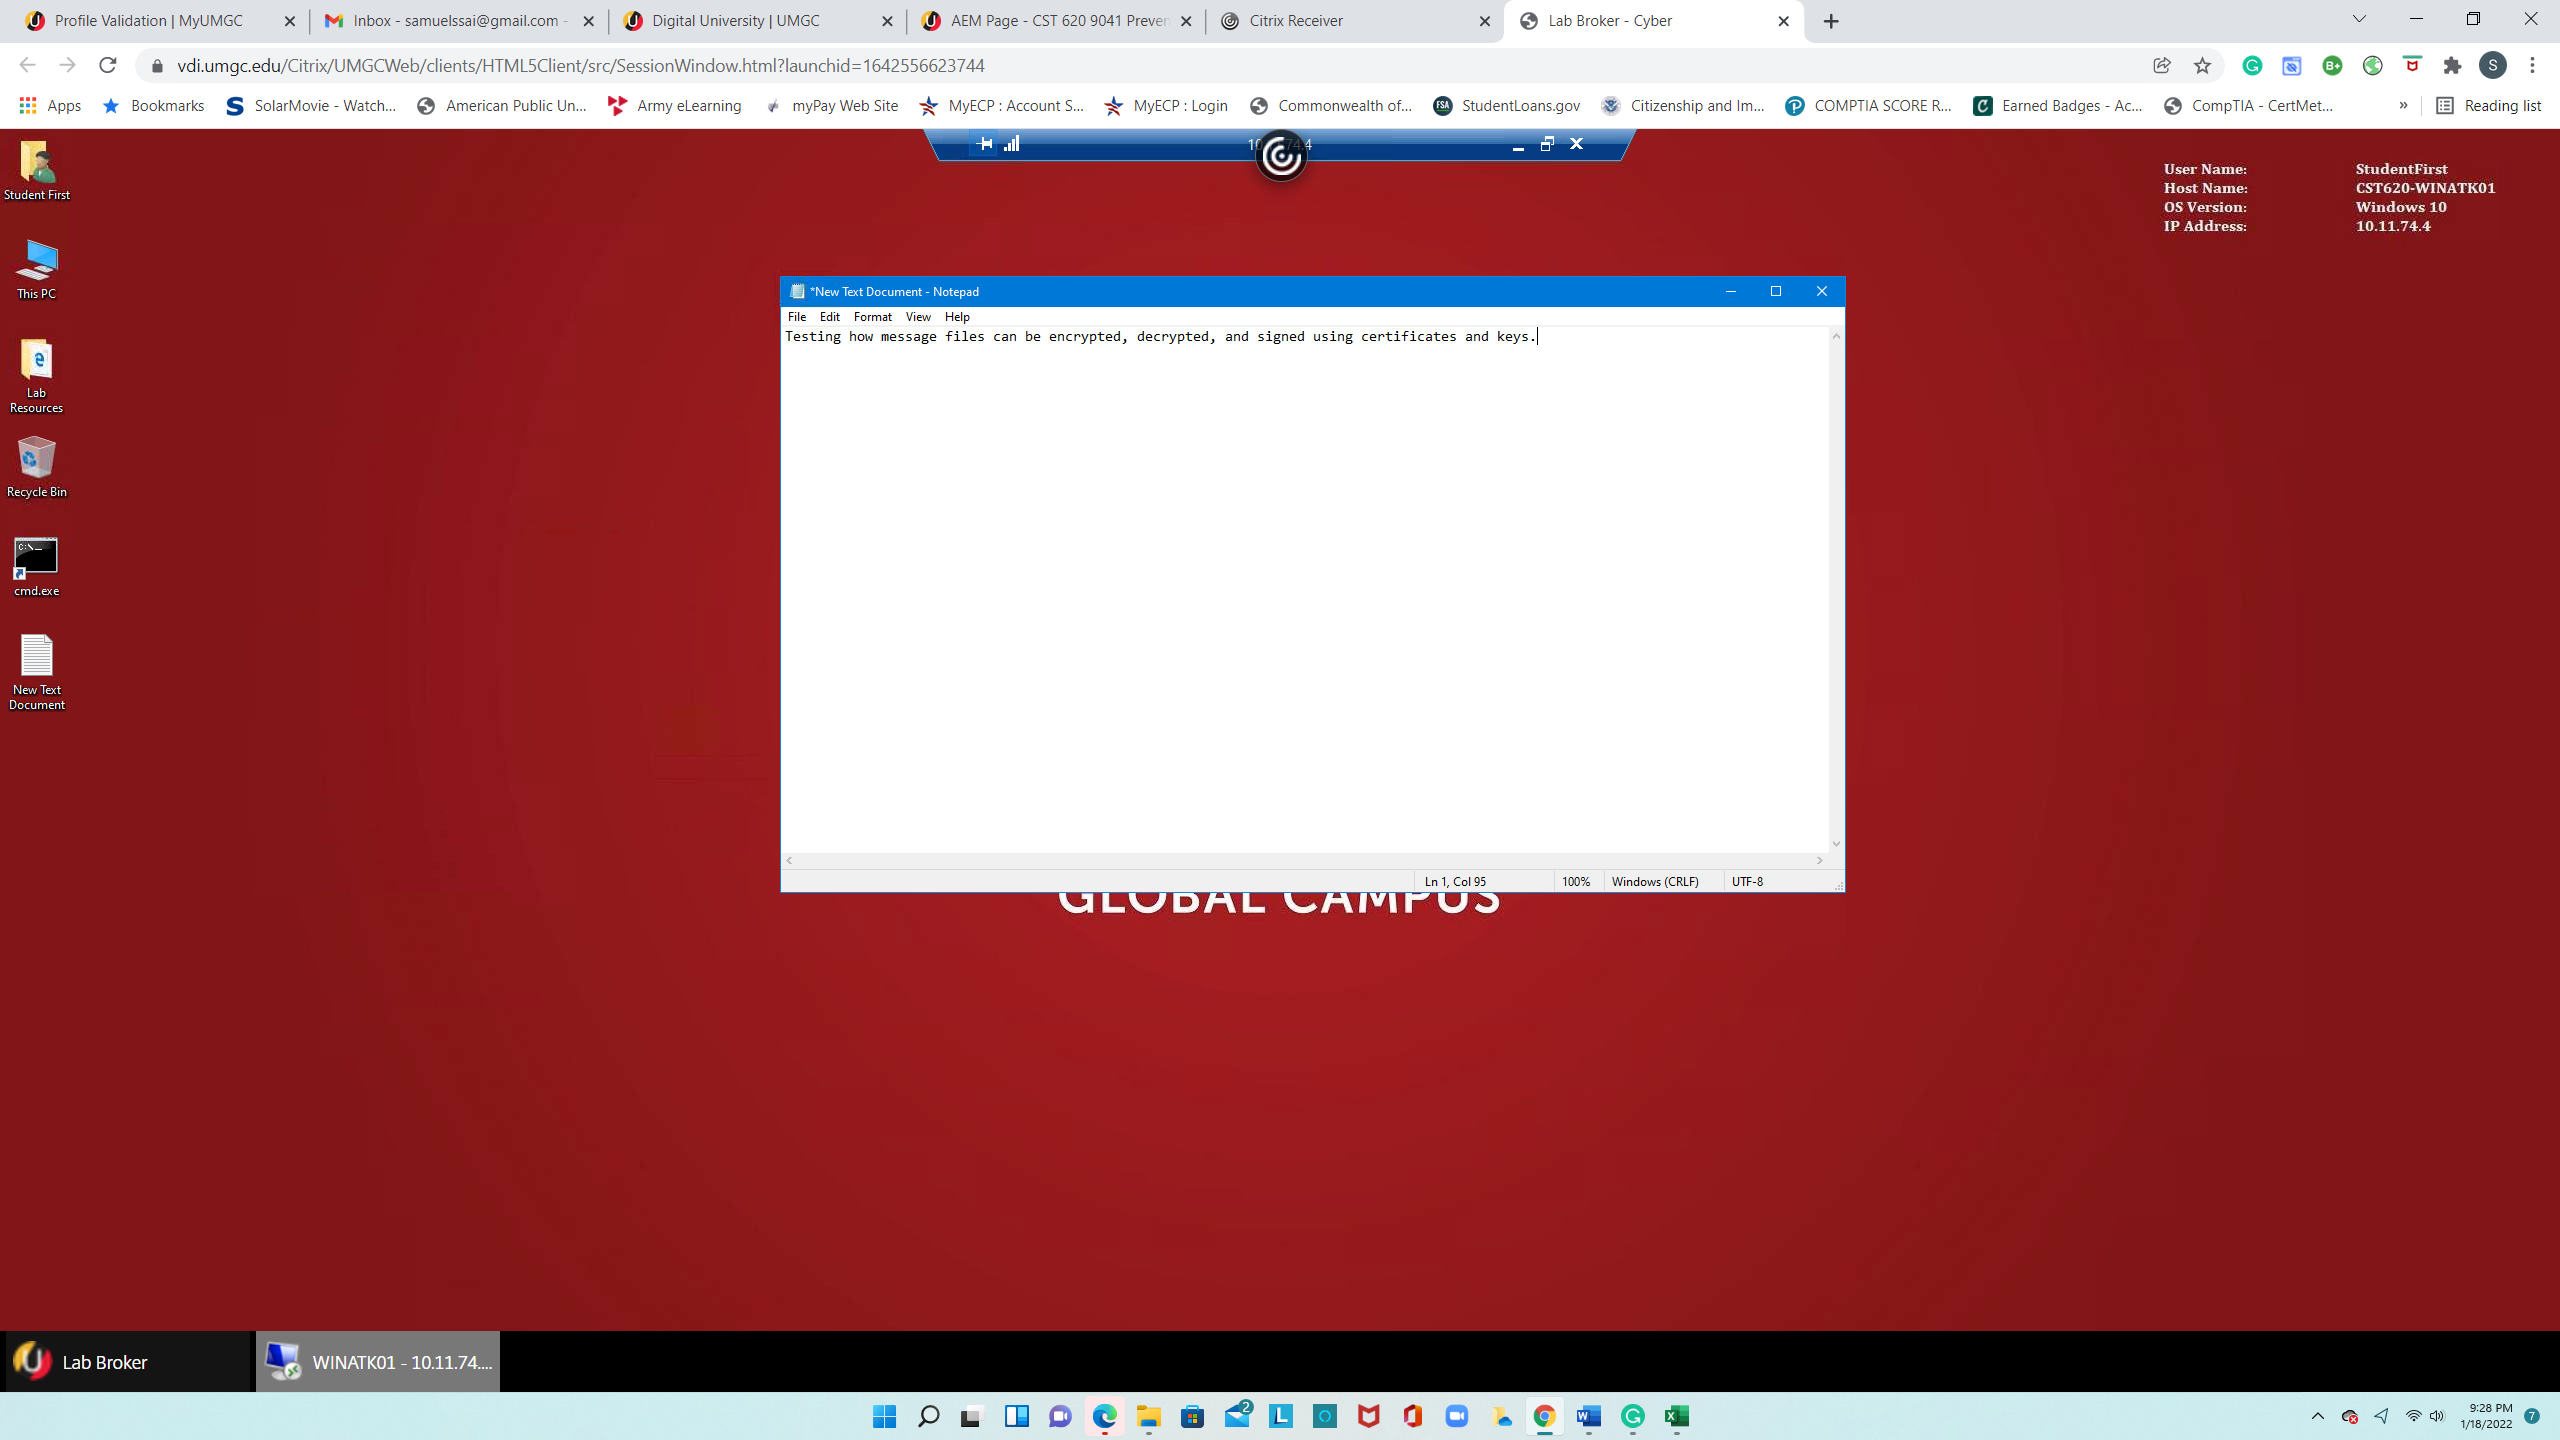 Profile Validation | MyUMGC
Inbox - samuelssai@gmail.com -
Digital University | UMGC
AEM Page - CST 620 9041 Preven
Citrix Receiver
Lab Broker - Cyber
vdi.umgc.edu/Citrix/UMGCWeb/clients/HTML5Client/src/SessionWindow.html?launchid=1642556623744
S
Apps
Bookmarks
SolarMovie - Watch...
American Public Un...
Army eLearning
myPay Web Site
MyECP : Account S...
MyECP : Login
Commonwealth of...
StudentLoans.gov
Citizenship and Im...
COMPTIA SCORE R...
Earned Badges - Ac...
CompTIA - CertMet...
»
Reading list
User Name: StudentFirst
Host Name: CST620-WINATK01
OS Version: Windows 10
IP Address: 10.11.74.4
Student First
This PC
Lab
Resources
Recycle Bin
cmd.exe
New Text
Document
*New Text Document - Notepad
File Edit Format View Help
Testing how message files can be encrypted, decrypted, and signed using certificates and keys.
Ln 1, Col 95
100%
Windows (CRLF)
UTF-8
GLOBAL CAMPUS
Lab Broker
WINATK01 - 10.11.74....
2
9:28 PM
1/18/2022
7